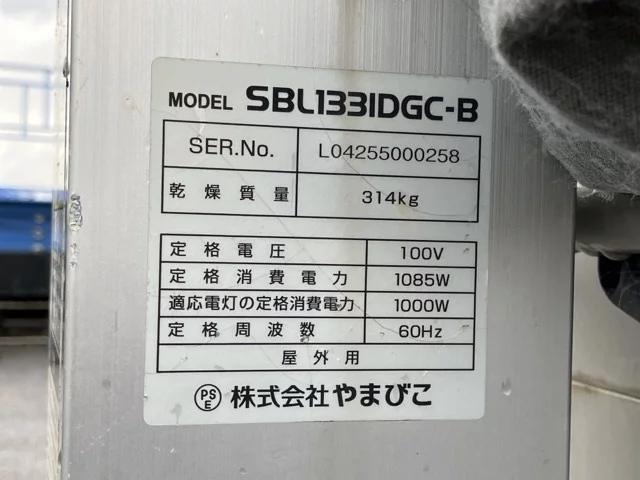 MODEL SBL133IDGC-B
SER.No. L04255000258
乾燥質量 314kg
定格電圧 100V
定格消費電力 1085W
適応電灯の定格消費電力 1000W
定格周波数 60Hz
屋外用
PS E 株式会社やまびこ